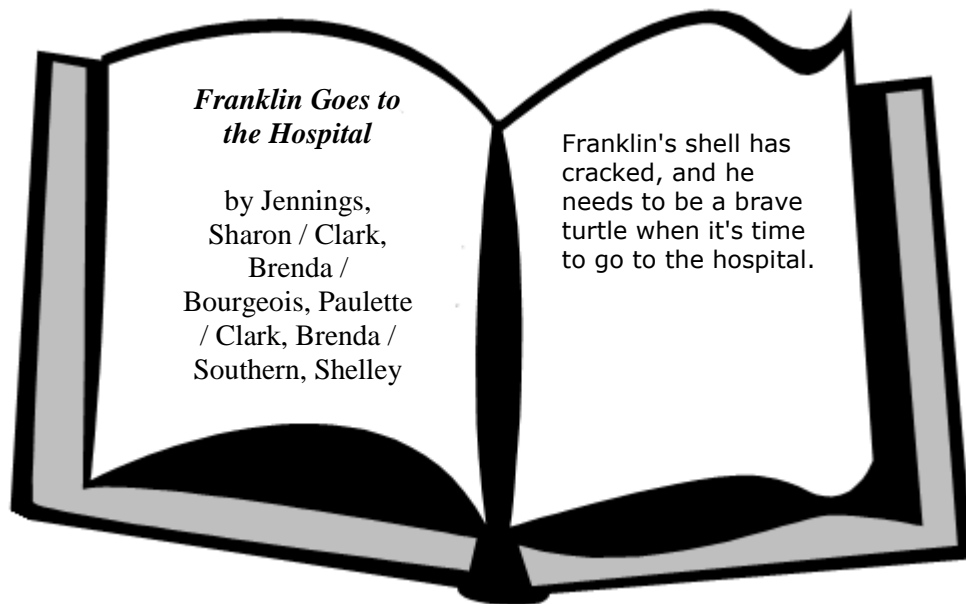 Franklin Goes to
the Hospital
by Jennings,
Sharon / Clark,
Brenda /
Bourgeois, Paulette
/ Clark, Brenda /
Southern, Shelley
Franklin's shell has
cracked, and he
needs to be a brave
turtle when it's time
to go to the hospital.